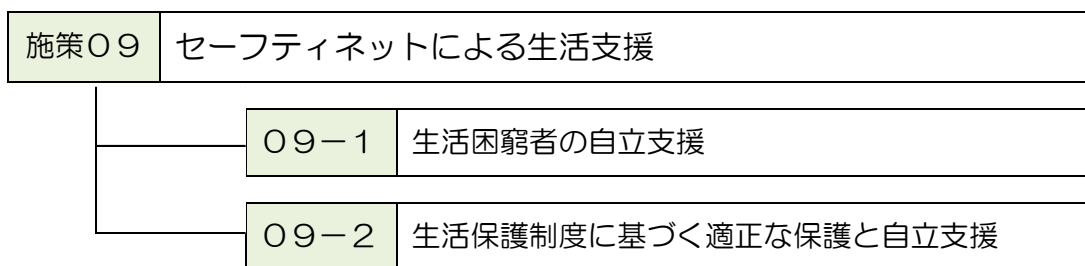 施策０９ セーフティネットによる生活支援
０９－１ 生活困窮者の自立支援
０９－２ 生活保護制度に基づく適正な保護と自立支援